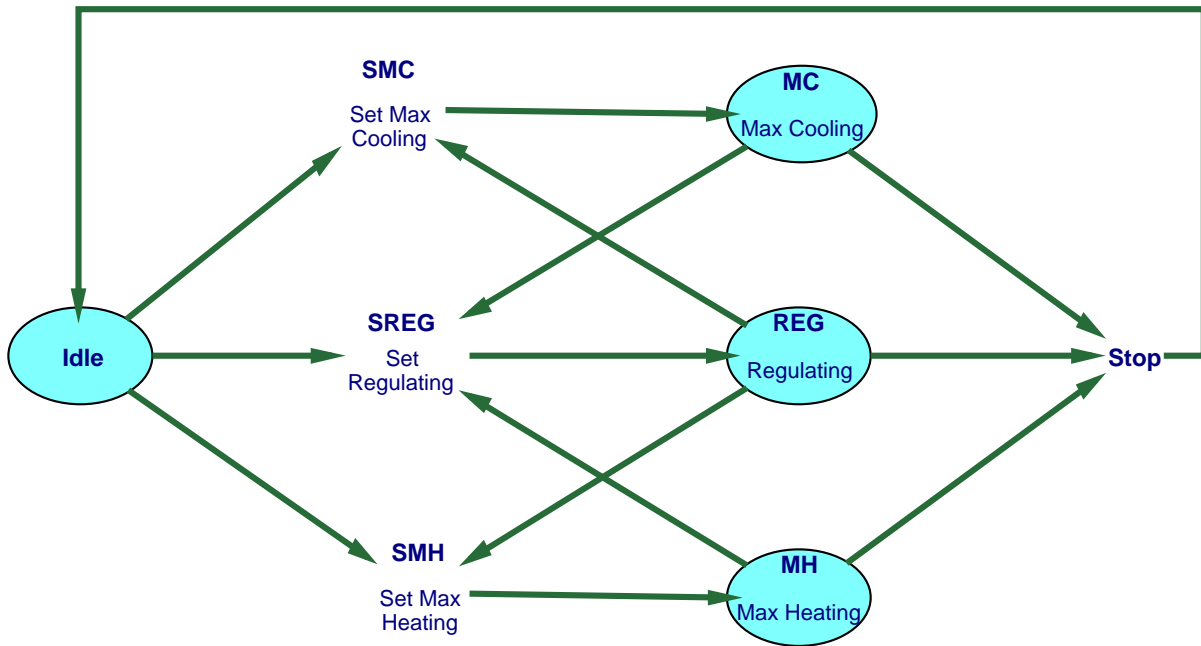 SMC
Set Max
Cooling
MC
Max Cooling
Idle
SREG
Set
Regulating
REG
Regulating
Stop
SMH
Set Max
Heating
MH
Max Heating